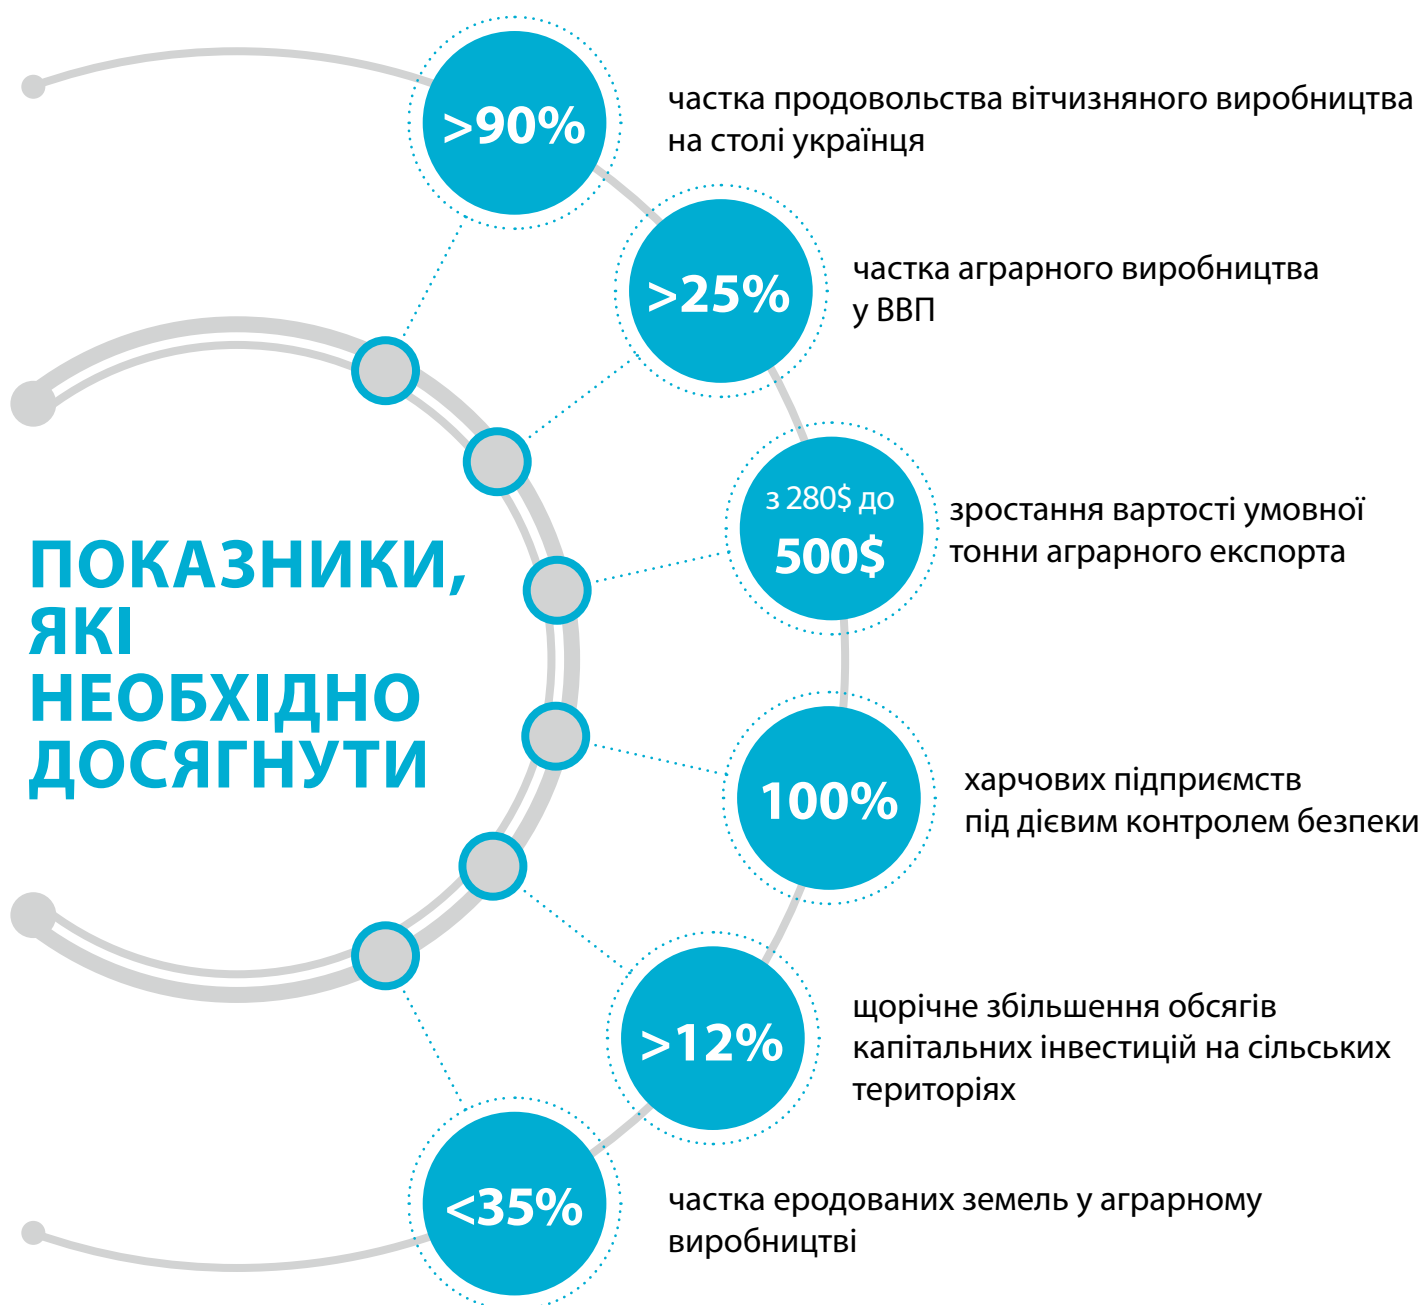 ПОКАЗНИКИ,
ЯКІ
НЕОБХІДНО
ДОСЯГНУТИ
>90%
частка продовольства вітчизняного виробництва
на столі українця
>25%
частка аграрного виробництва
у ВВП
з 280$ до
500$
зростання вартості умовної
тонни аграрного експорта
100%
харчових підприємств
під дієвим контролем безпеки
>12%
щорічне збільшення обсягів
капітальних інвестицій на сільських
територіях
<35%
частка еродованих земель у аграрному
виробництві